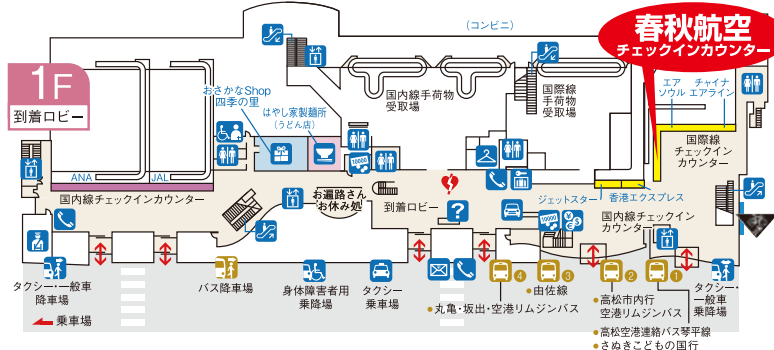 (コンビニ)
春秋航空
チェックインカウンター
1F
到着ロビー
おさかなShop
四季の里
はやし家製麺所
(うどん店)
国内線手荷物
受取場
国際線
手荷物
受取場
エア
ソウル
チャイナ
エアライン
国際線
チェックイン
カウンター
ANA
JAL
国内線チェックインカウンター
10000
お遍路さん
お休み処
到着ロビー
?
ジェットスター
香港エクスプレス
10000
¥
€$
国内線チェックイン
カウンター
タクシー・一般車
降車場
バス降車場
身体障害者用
乗降場
タクシー
乗車場
4
3
2
1
タクシー・
一般車
乗降場
●丸亀・坂出・空港リムジンバス
●由佐線
●高松市内行
空港リムジンバス
●高松空港連絡バス琴平線
●さぬきこどもの国行
乗車場